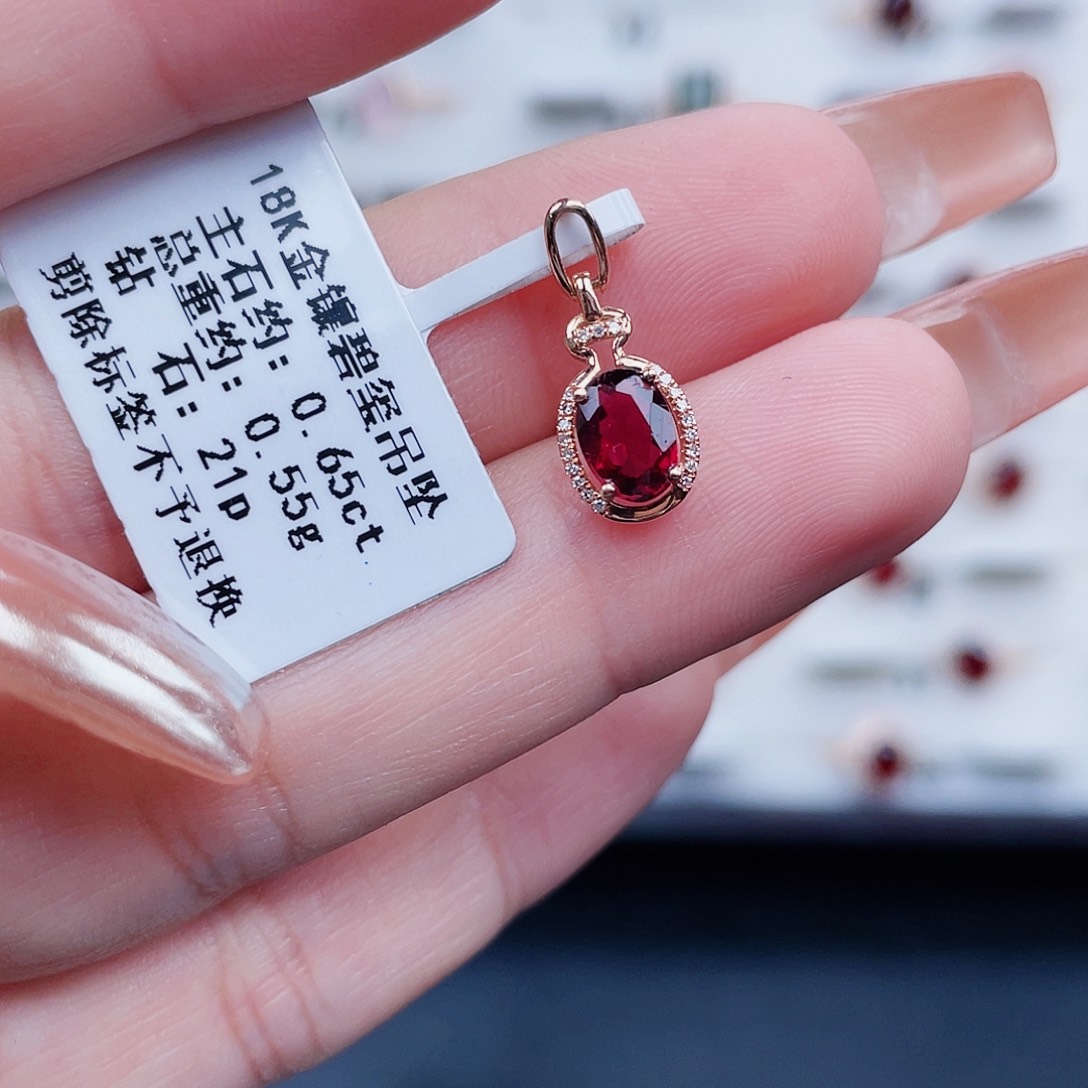 18K金镶碧玺吊坠
主石约: 0.65ct
总重约: 0.55g
钻 石: 21p
剪除标签不予退换